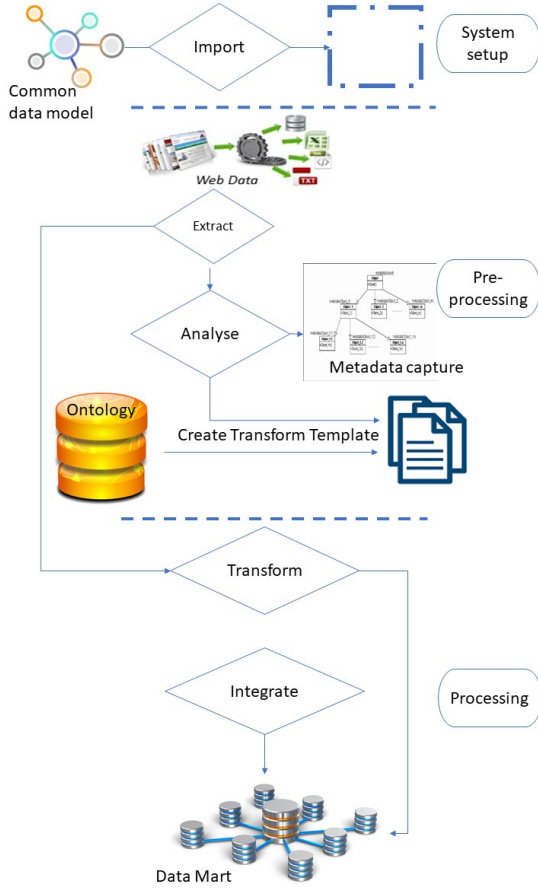 Import
System
setup
Common
data model
TXT
Web Data
Extract
Pre-
processing
Analyse
Metadata capture
Ontology
Create Transform Template
Transform
Integrate
Processing
Data Mart